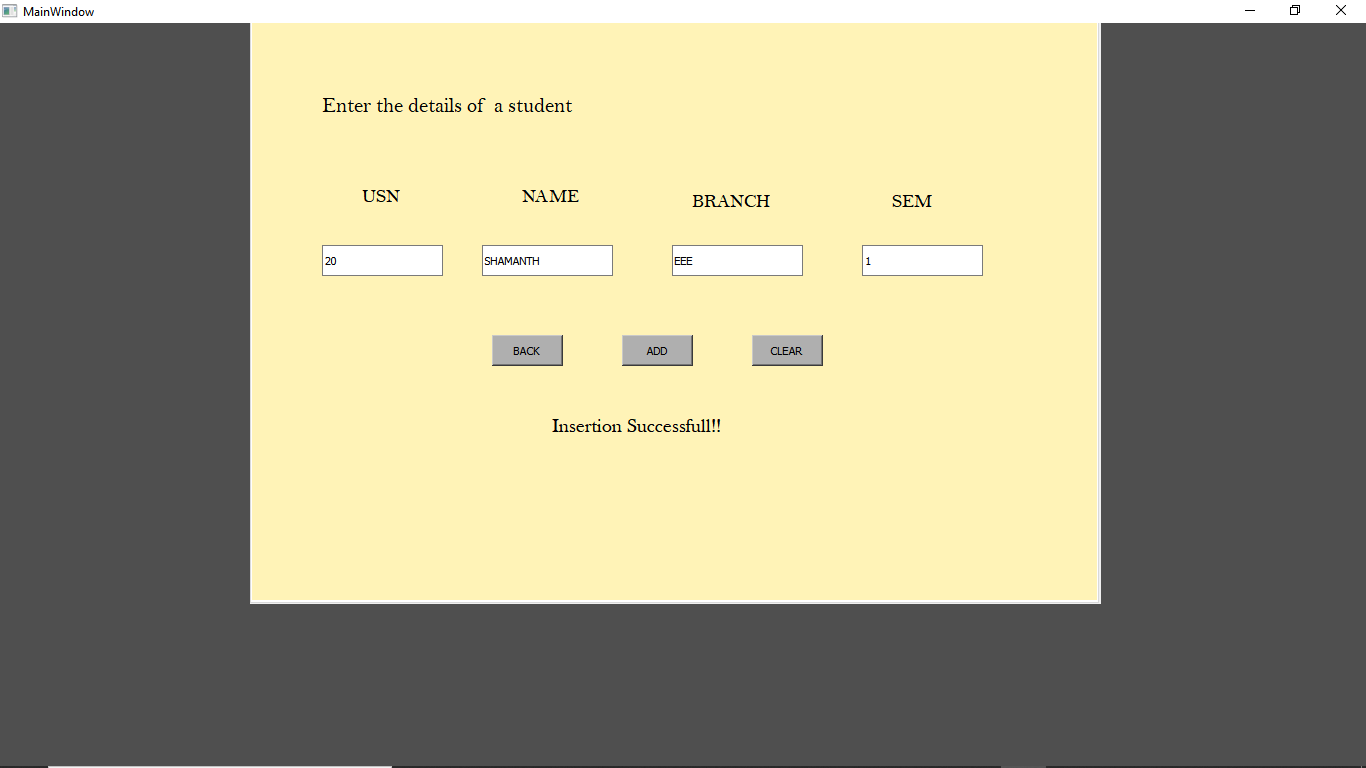 MainWindow
Enter the details of  a student
USN NAME BRANCH SEM
20 SHAMANTH EEE 1
BACK ADD CLEAR
Insertion Successfull!!